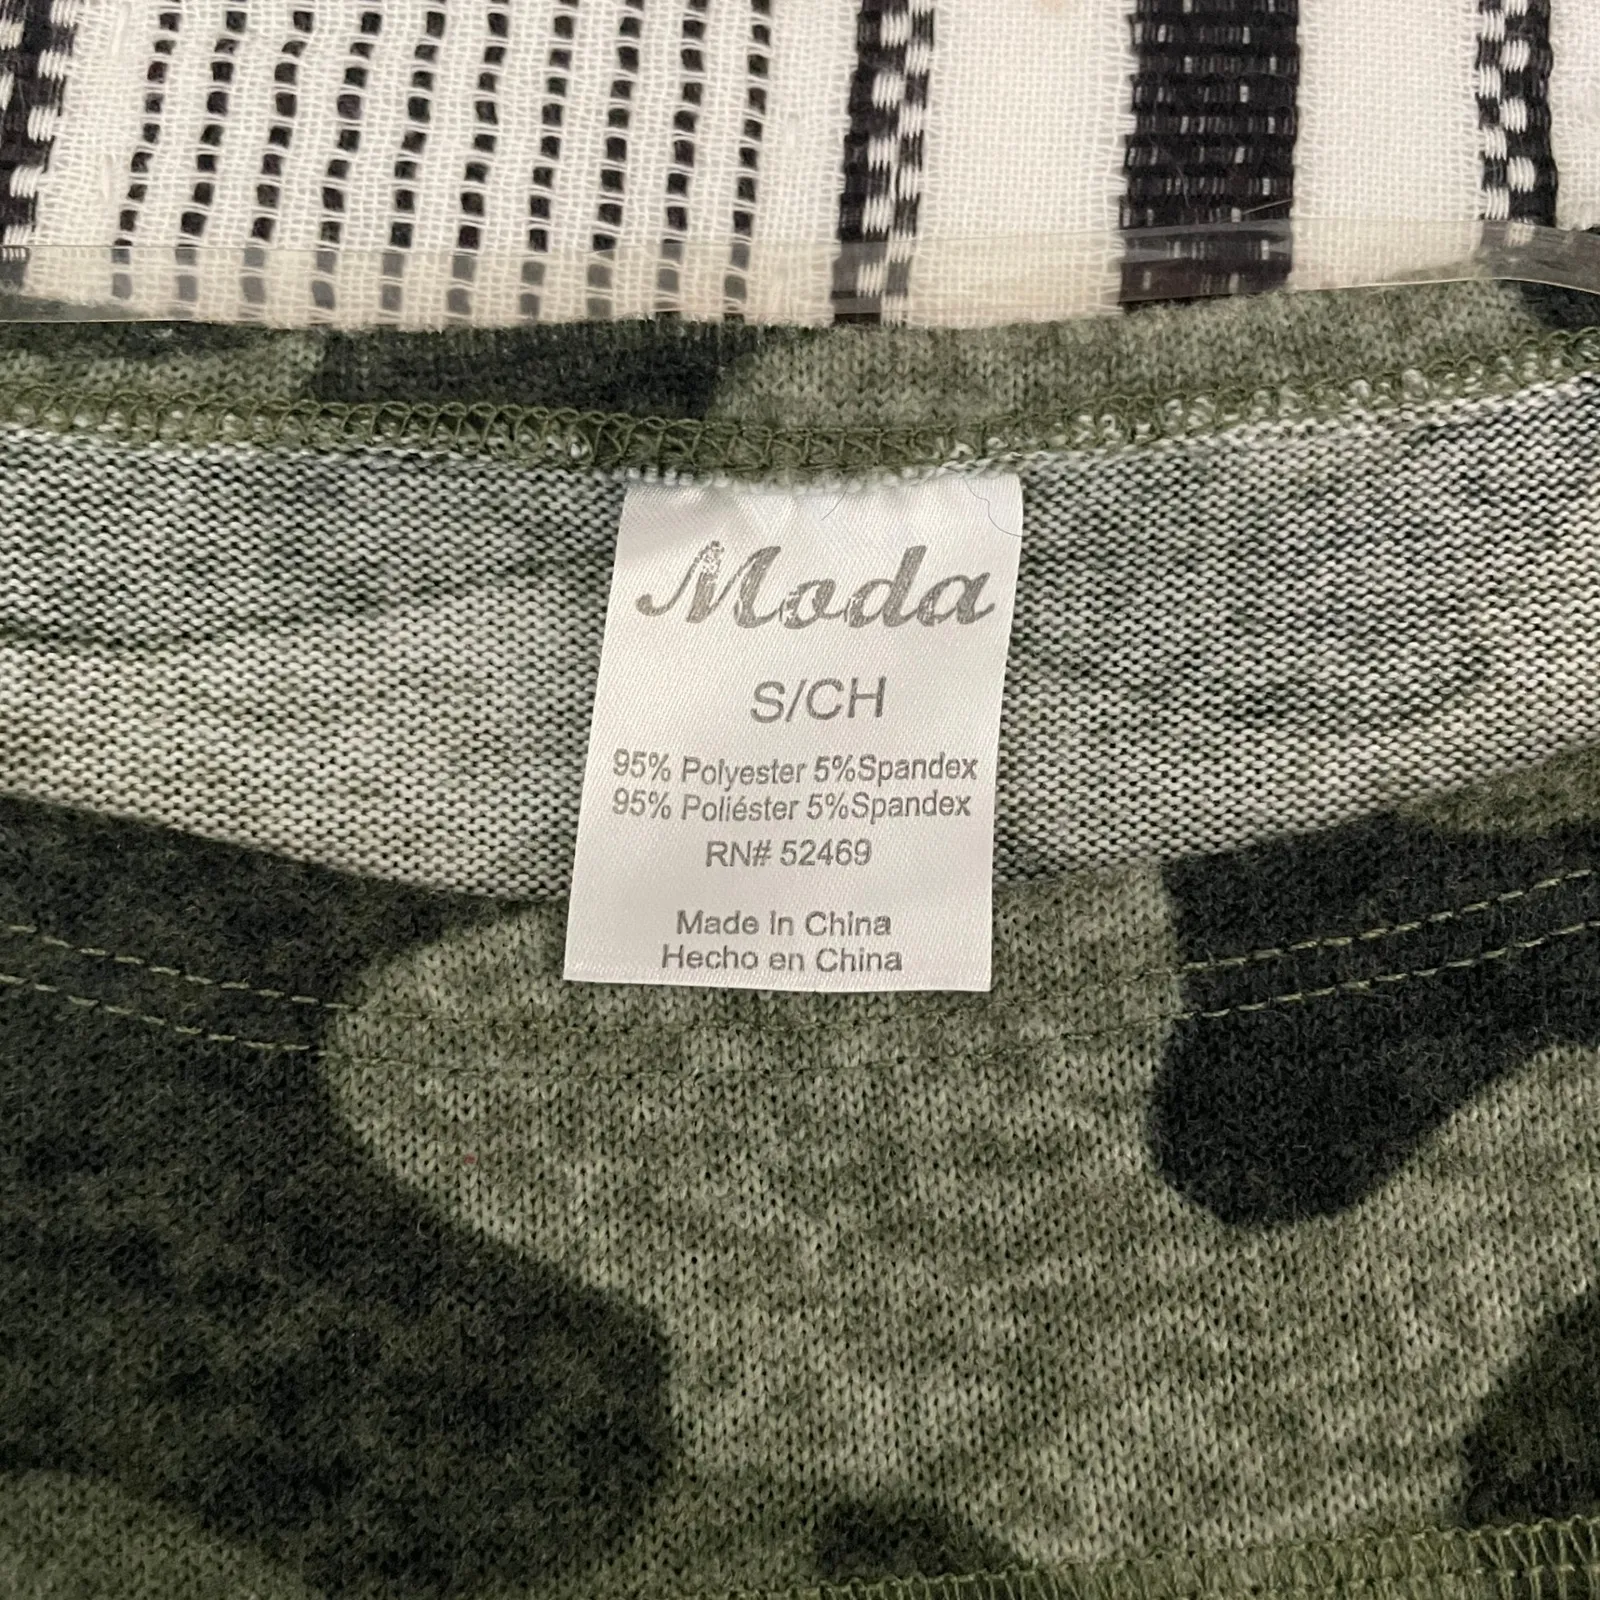 Moda
S/CH
95% Polyester 5%Spandex
95% Poliéster 5%Spandex
RN# 52469
Made In China
Hecho en China